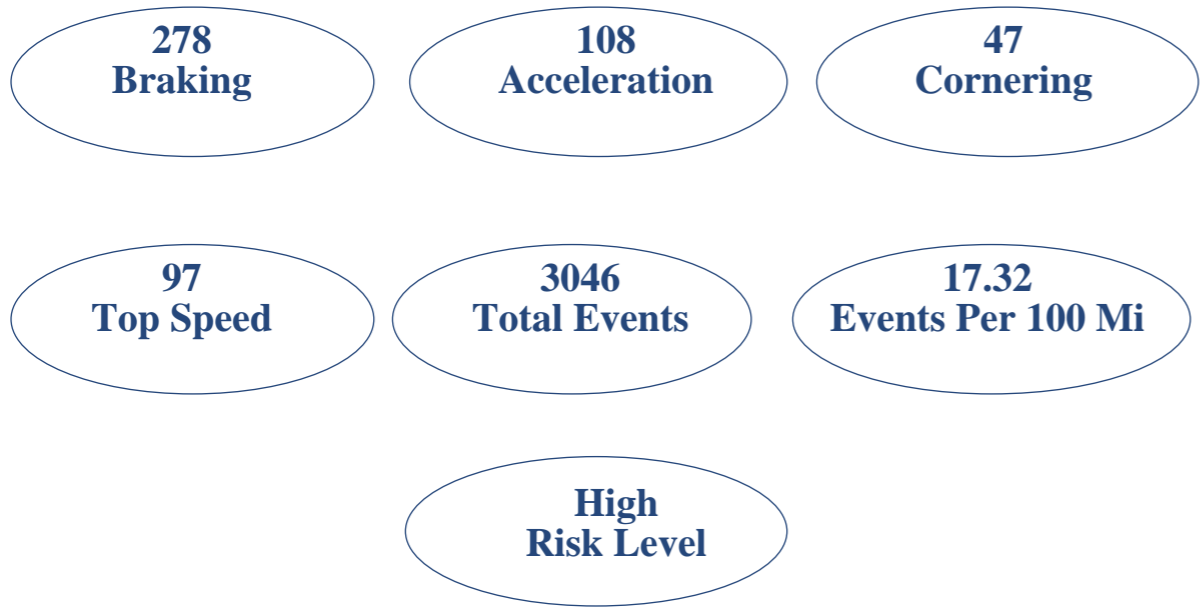 278
Braking
108
Acceleration
47
Cornering
97
Top Speed
3046
Total Events
17.32
Events Per 100 Mi
High
Risk Level